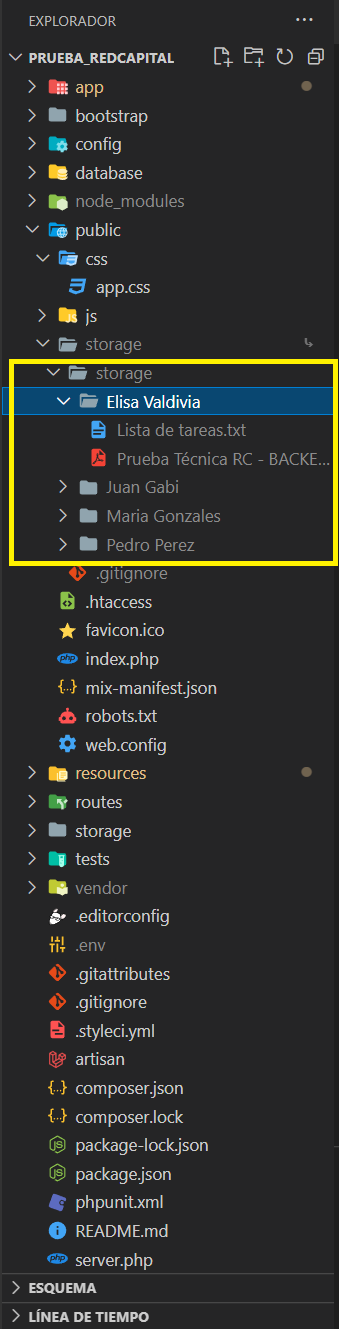 EXPLORADOR
PRUEBA_REDCAPITAL
app
bootstrap
config
database
node_modules
public
css
app.css
js
storage
storage
Elisa Valdivia
Lista de tareas.txt
Prueba Técnica RC - BACKE...
Juan Gabi
Maria Gonzales
Pedro Perez
.gitignore
.htaccess
favicon.ico
index.php
mix-manifest.json
robots.txt
web.config
resources
routes
storage
tests
vendor
.editorconfig
.env
.gitattributes
.gitignore
.styleci.yml
artisan
composer.json
composer.lock
package-lock.json
package.json
phpunit.xml
README.md
server.php
ESQUEMA
LÍNEA DE TIEMPO